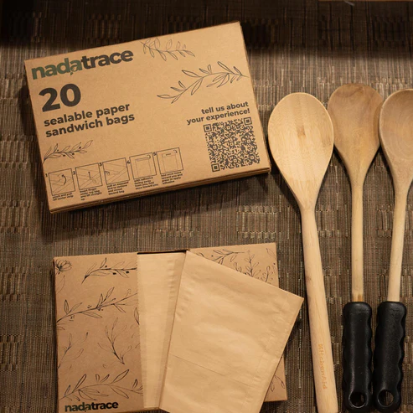 nadatrace
20
sealable paper
sandwich bags
tell us about
your experience!
nadatrace